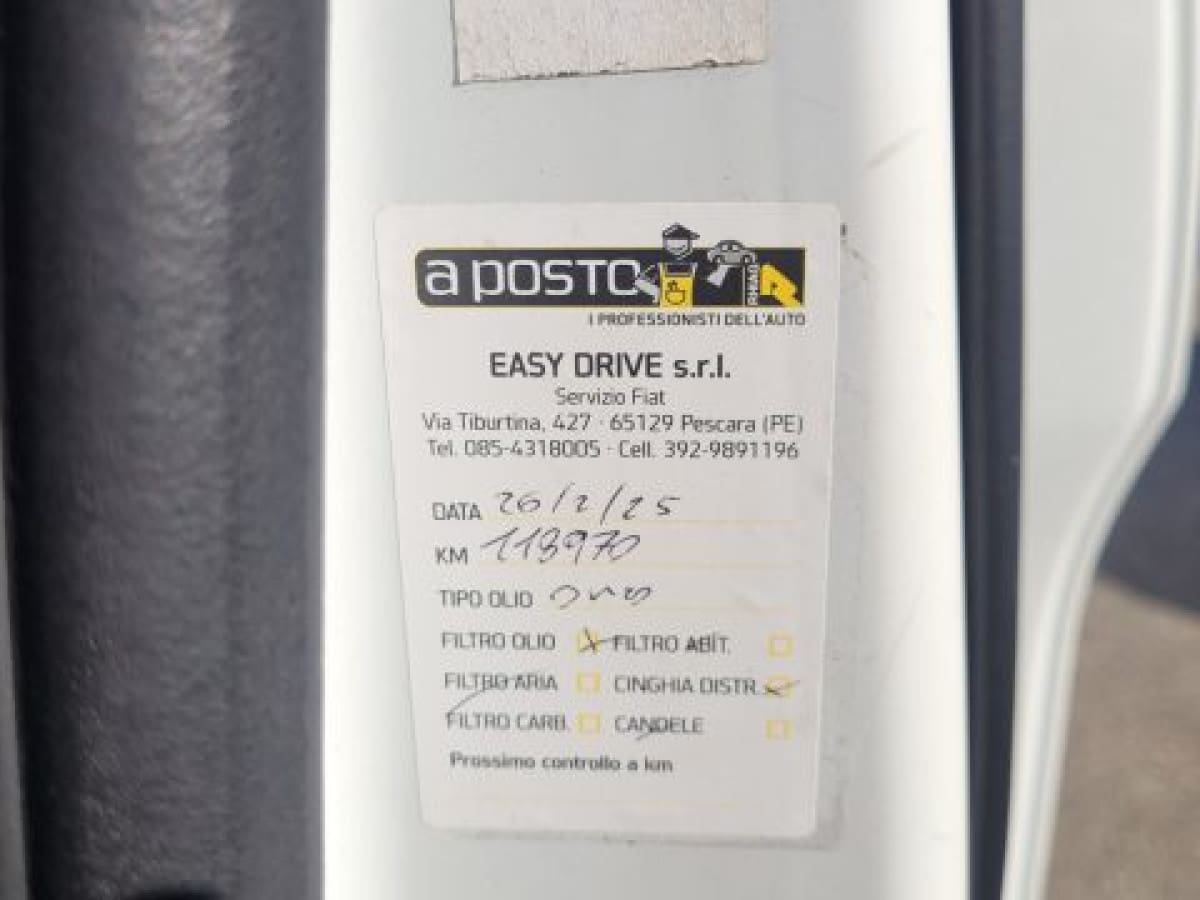 a POSTO
RHIAG
I PROFESSIONISTI DELL'AUTO
EASY DRIVE s.r.l.
Servizio Fiat
Via Tiburtina, 427 · 65129 Pescara (PE)
Tel. 085-4318005 · Cell. 392-9891196
DATA 26/2/25
KM 118970
TIPO OLIO
FILTRO OLIO FILTRO ABIT.
FILTRO ARIA CINGHIA DISTR.
FILTRO CARB. CANDELE
Prossimo controllo a km